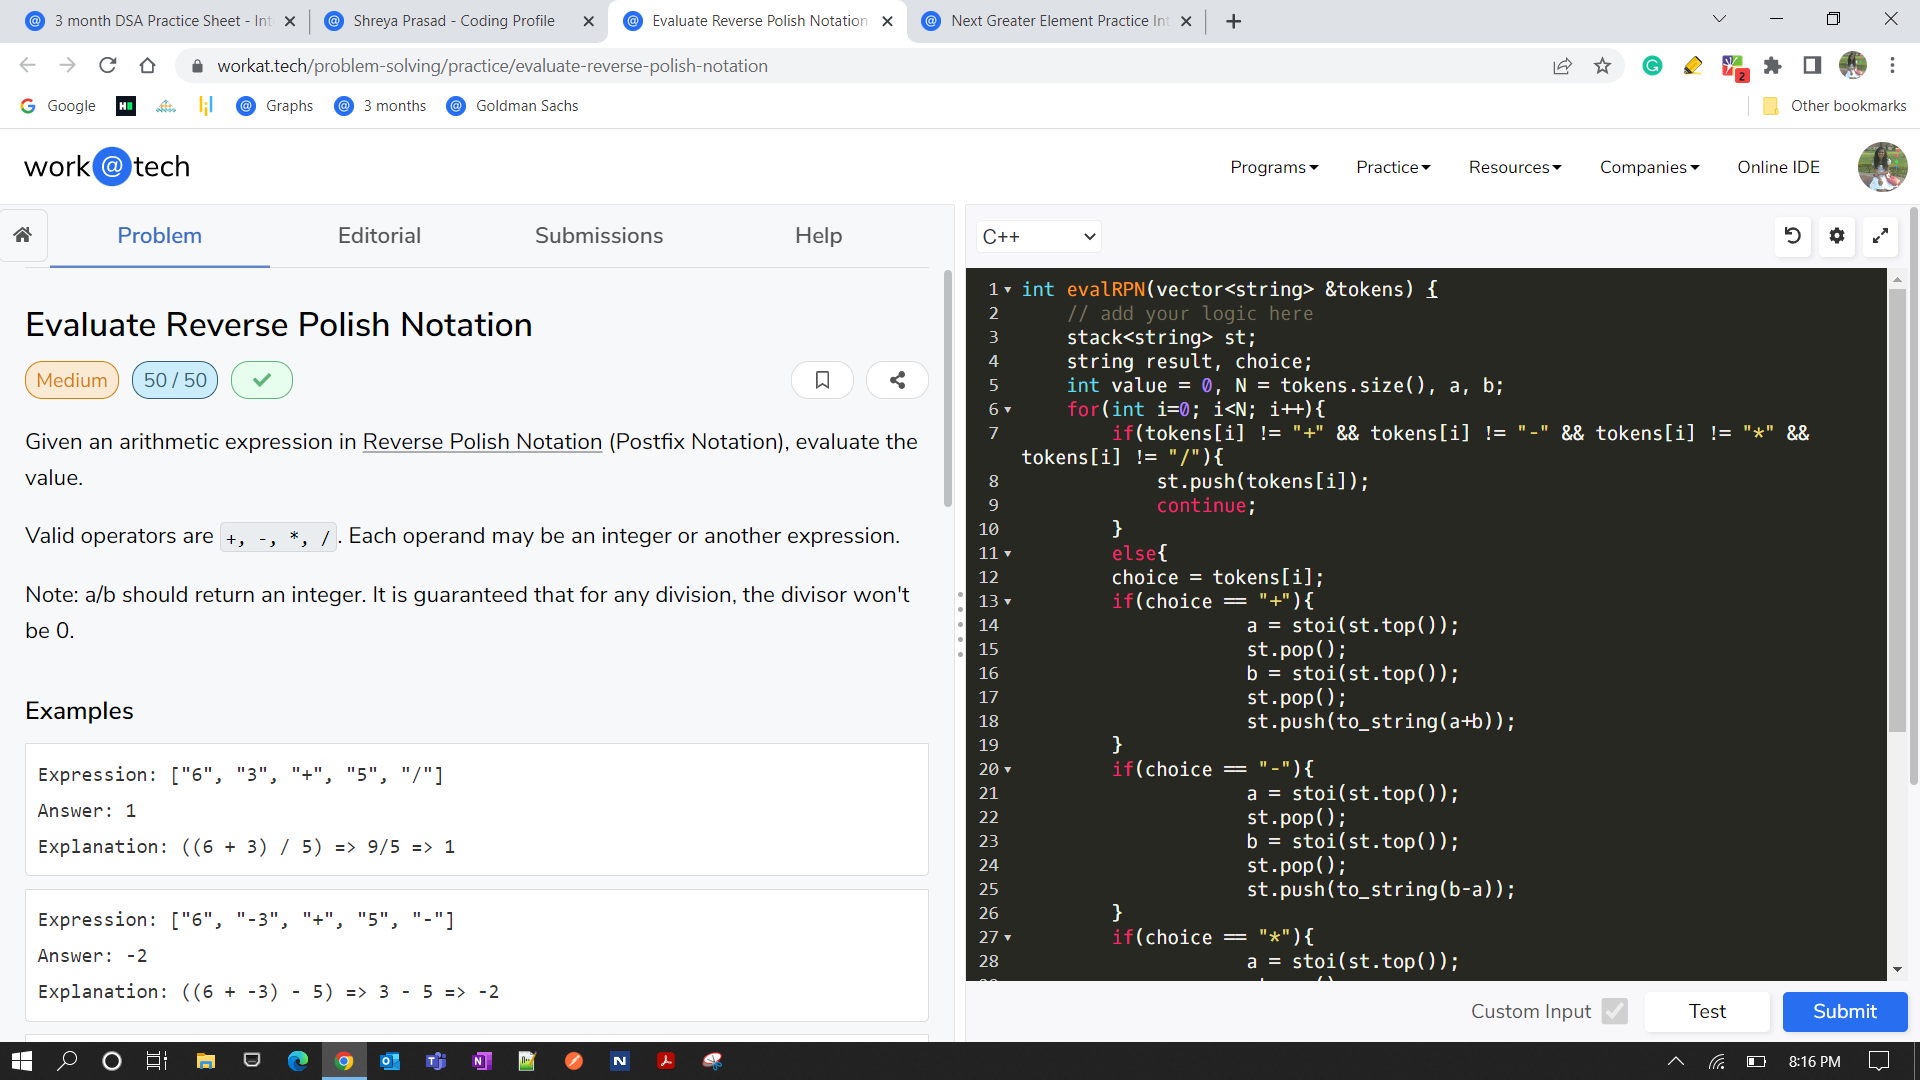 3 month DSA Practice Sheet - Int
Shreya Prasad - Coding Profile
Evaluate Reverse Polish Notation
Next Greater Element Practice Int
workat.tech/problem-solving/practice/evaluate-reverse-polish-notation
2
Google
Graphs
3 months
Goldman Sachs
Other bookmarks
work@tech
Programs
Practice
Resources
Companies
Online IDE
Problem
Editorial
Submissions
Help
C++
Evaluate Reverse Polish Notation
Medium
50 / 50
Given an arithmetic expression in Reverse Polish Notation (Postfix Notation), evaluate the
value.
Valid operators are +, -, *, /. Each operand may be an integer or another expression.
Note: a/b should return an integer. It is guaranteed that for any division, the divisor won't
be 0.
Examples
Expression: ["6", "3", "+", "5", "/"]
Answer: 1
Explanation: ((6 + 3) / 5) => 9/5 => 1
Expression: ["6", "-3", "+", "5", "-"]
Answer: -2
Explanation: ((6 + -3) - 5) => 3 - 5 => -2
1 int evalRPN(vector<string> &tokens) {
2 // add your logic here
3 stack<string> st;
4 string result, choice;
5 int value = 0, N = tokens.size(), a, b;
6 for(int i=0; i<N; i++){
7 if(tokens[i] != "+" && tokens[i] != "-" && tokens[i] != "*" &&
tokens[i] != "/"){
8 st.push(tokens[i]);
9 continue;
10 }
11 else{
12 choice = tokens[i];
13 if(choice == "+"){
14 a = stoi(st.top());
15 st.pop();
16 b = stoi(st.top());
17 st.pop();
18 st.push(to_string(a+b));
19 }
20 if(choice == "-"){
21 a = stoi(st.top());
22 st.pop();
23 b = stoi(st.top());
24 st.pop();
25 st.push(to_string(b-a));
26 }
27 if(choice == "*"){
28 a = stoi(st.top());
Custom Input
Test
Submit
8:16 PM